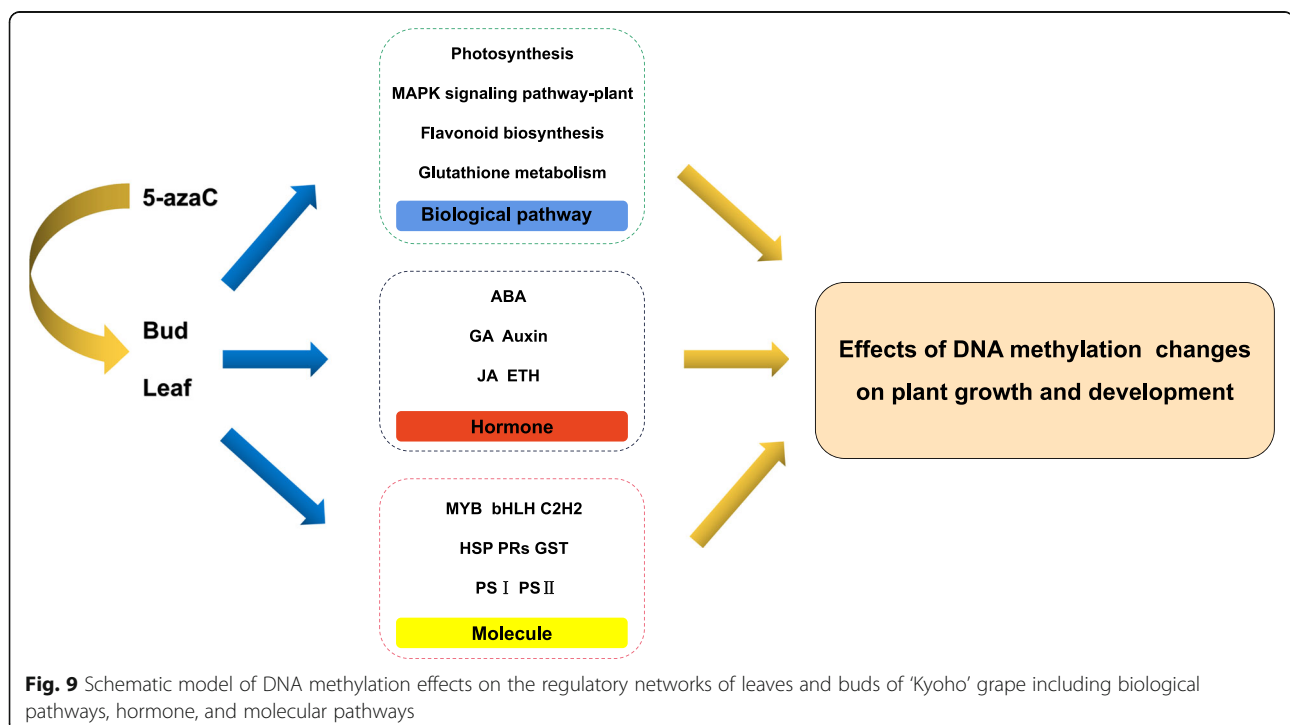 Photosynthesis
MAPK signaling pathway-plant
Flavonoid biosynthesis
Glutathione metabolism
Biological pathway
5-azaC
Bud
Leaf
ABA
GA Auxin
JA ETH
Hormone
MYB bHLH C2H2
HSP PRs GST
PS Ⅰ PS Ⅱ
Molecule
Effects of DNA methylation changes
on plant growth and development
Fig. 9 Schematic model of DNA methylation effects on the regulatory networks of leaves and buds of ‘Kyoho’ grape including biological
pathways, hormone, and molecular pathways